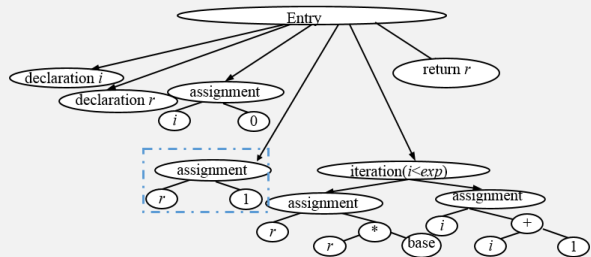 Entry
declaration i
declaration r
assignment
i
0
return r
assignment
r
1
iteration(i<exp)
assignment
r
*
r
base
assignment
i
+
i
1